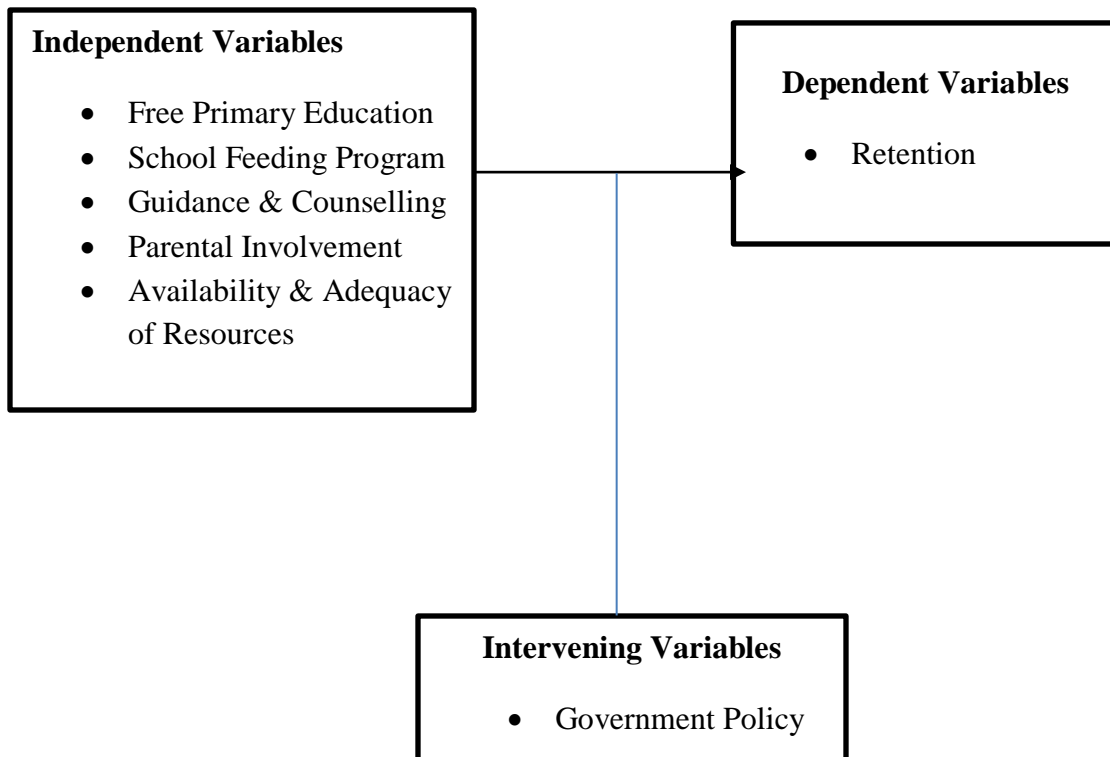 Independent Variables
• Free Primary Education
• School Feeding Program
• Guidance & Counselling
• Parental Involvement
• Availability & Adequacy
of Resources
Dependent Variables
• Retention
Intervening Variables
• Government Policy